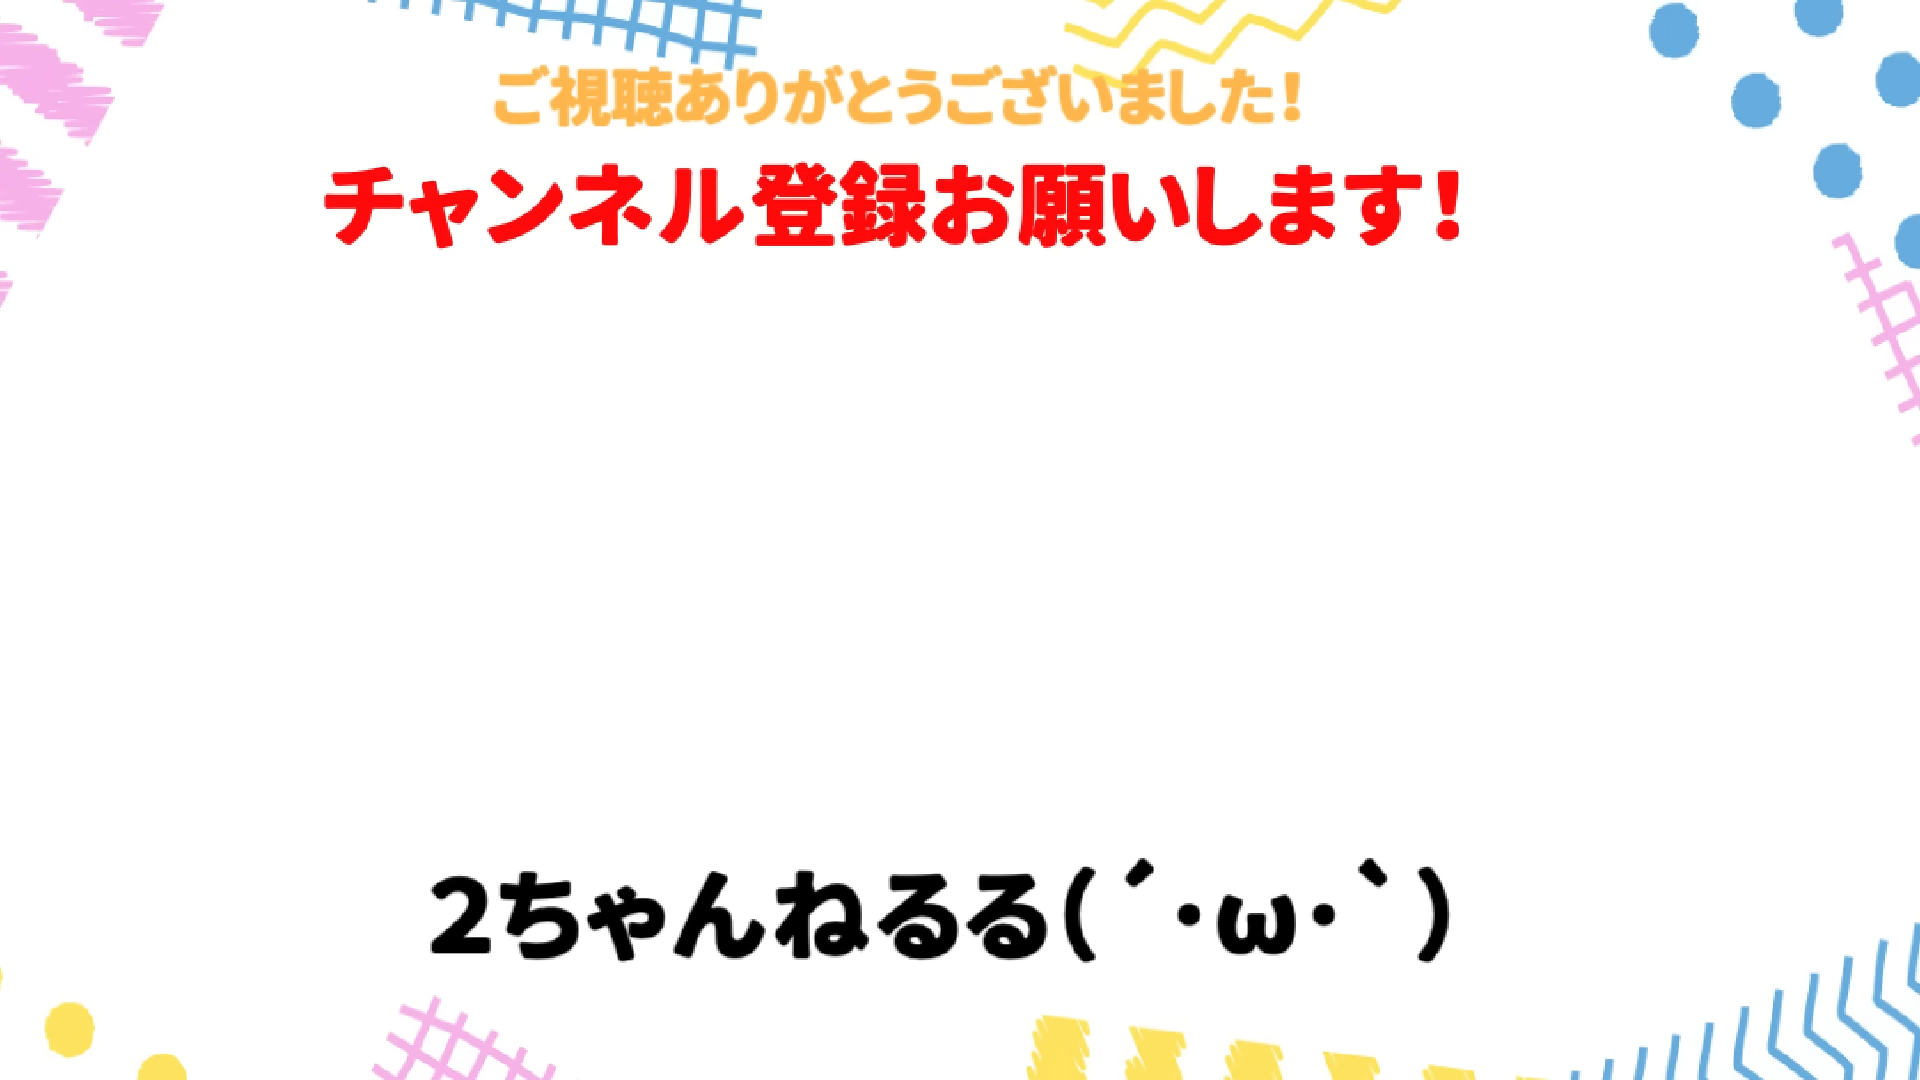 ご視聴ありがとうございました!
チャンネル登録お願いします!
2ちゃんねるる(´･ω･`)